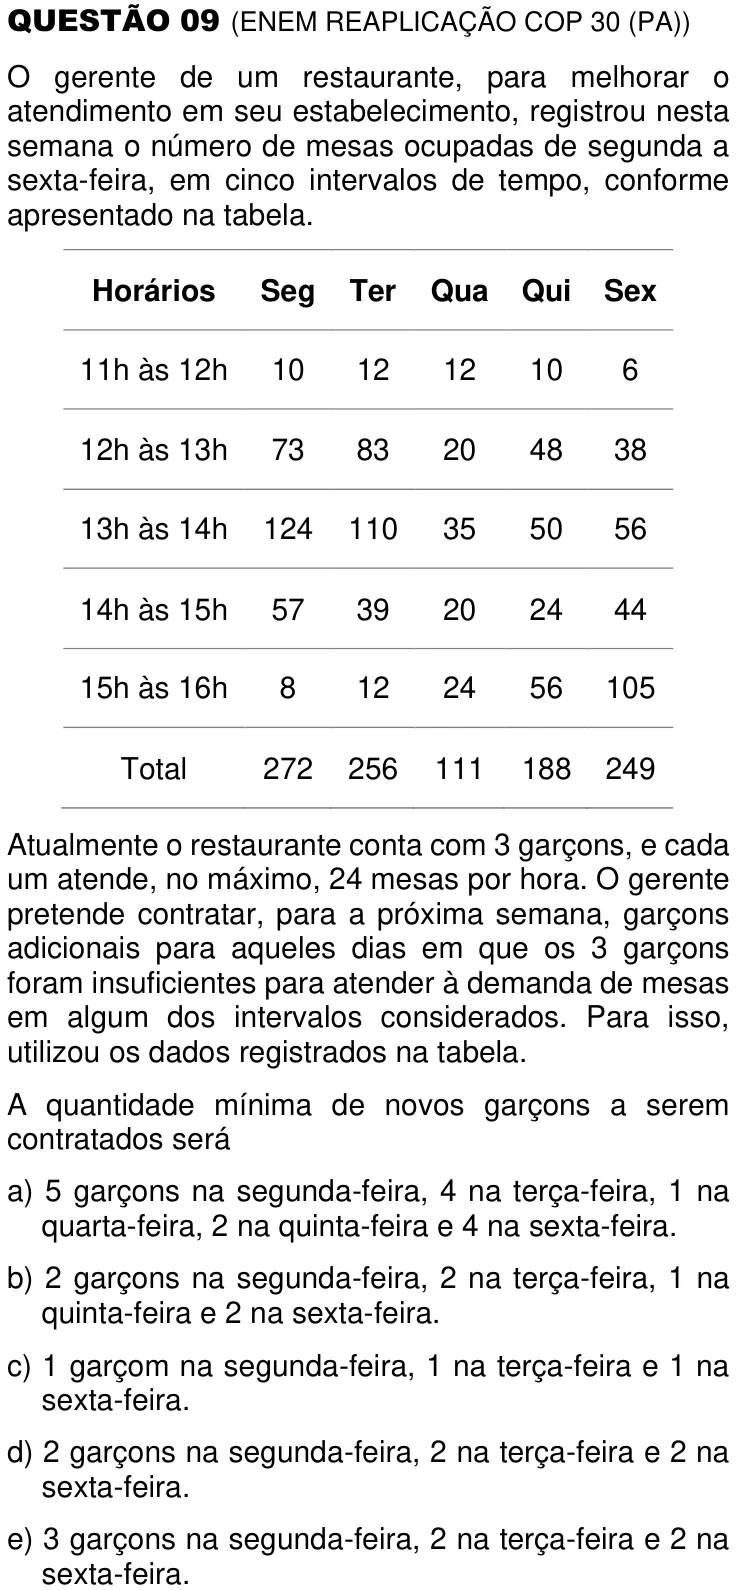 QUESTÃO 09 (ENEM REAPLICAÇÃO COP 30 (PA))
O gerente de um restaurante, para melhorar o
atendimento em seu estabelecimento, registrou nesta
semana o número de mesas ocupadas de segunda a
sexta-feira, em cinco intervalos de tempo, conforme
apresentado na tabela.
Horários Seg Ter Qua Qui Sex
11h às 12h 10 12 12 10 6
12h às 13h 73 83 20 48 38
13h às 14h 124 110 35 50 56
14h às 15h 57 39 20 24 44
15h às 16h 8 12 24 56 105
Total 272 256 111 188 249
Atualmente o restaurante conta com 3 garçons, e cada
um atende, no máximo, 24 mesas por hora. O gerente
pretende contratar, para a próxima semana, garçons
adicionais para aqueles dias em que os 3 garçons
foram insuficientes para atender à demanda de mesas
em algum dos intervalos considerados. Para isso,
utilizou os dados registrados na tabela.
A quantidade mínima de novos garçons a serem
contratados será
a) 5 garçons na segunda-feira, 4 na terça-feira, 1 na
quarta-feira, 2 na quinta-feira e 4 na sexta-feira.
b) 2 garçons na segunda-feira, 2 na terça-feira, 1 na
quinta-feira e 2 na sexta-feira.
c) 1 garçom na segunda-feira, 1 na terça-feira e 1 na
sexta-feira.
d) 2 garçons na segunda-feira, 2 na terça-feira e 2 na
sexta-feira.
e) 3 garçons na segunda-feira, 2 na terça-feira e 2 na
sexta-feira.